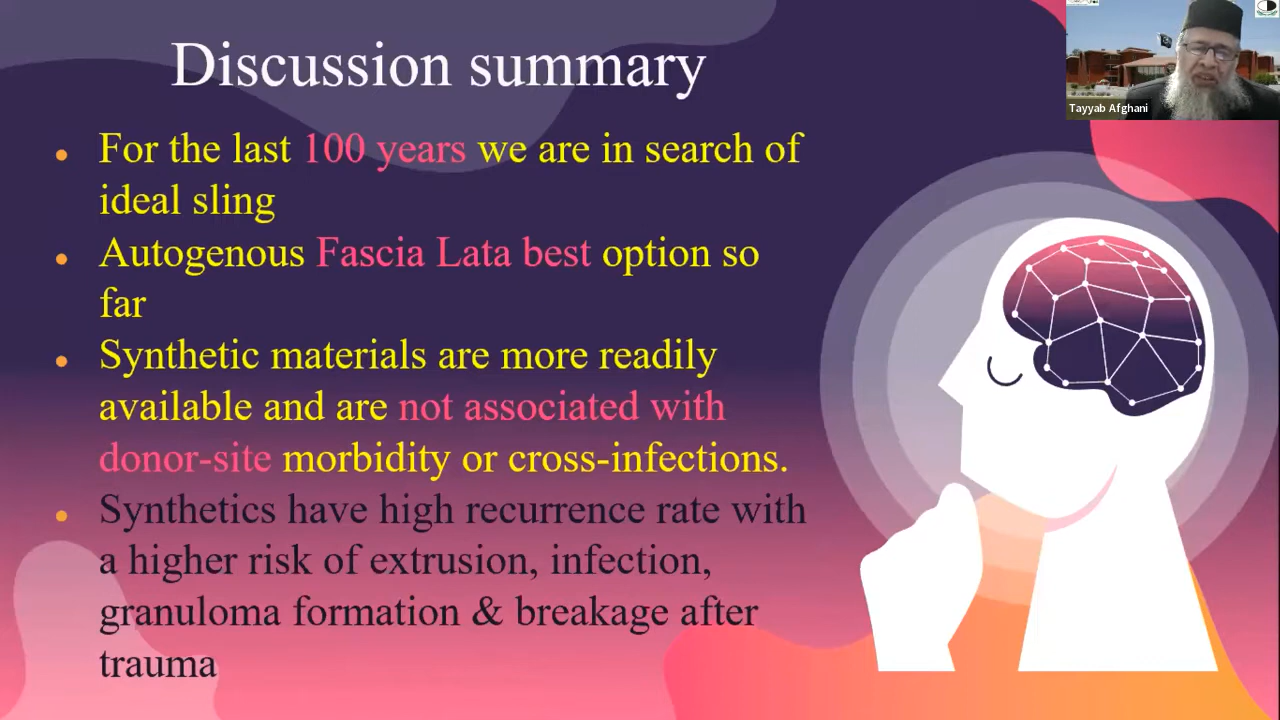 Discussion summary
Tayyab Afghani
• For the last 100 years we are in search of
ideal sling
• Autogenous Fascia Lata best option so
far
• Synthetic materials are more readily
available and are not associated with
donor-site morbidity or cross-infections.
• Synthetics have high recurrence rate with
a higher risk of extrusion, infection,
granuloma formation & breakage after
trauma